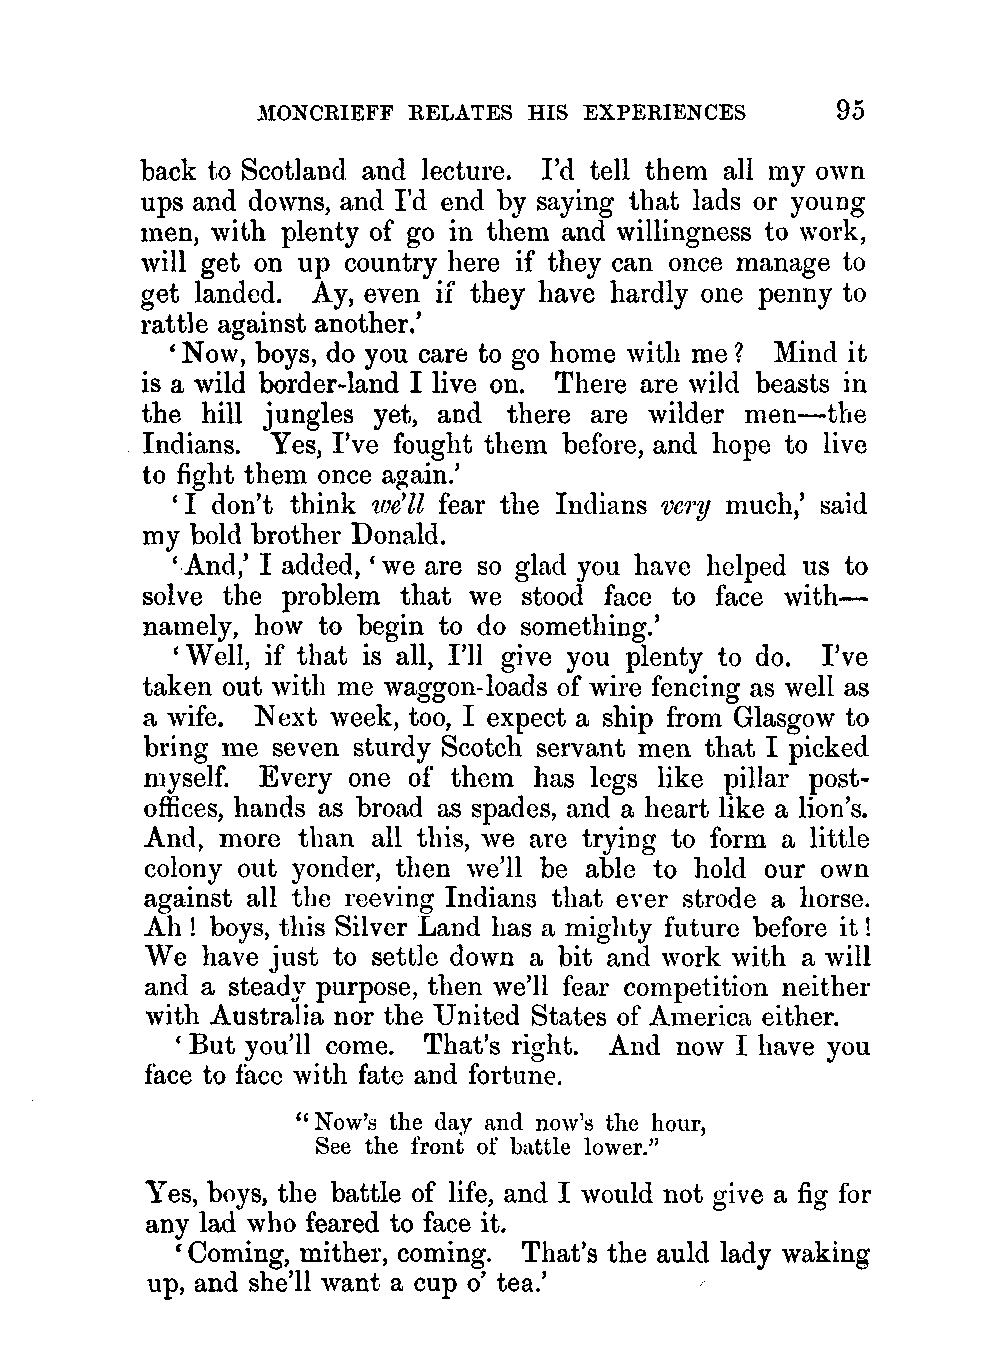 MONCRIEFF RELATES HIS EXPERIENCES 95
back to Scotland and lecture. I'd tell them all my own
ups and downs, and I'd end by saying that lads or young
men, with plenty of go in them and willingness to work,
will get on up country here if they can once manage to
get landed. Ay, even if they have hardly one penny to
rattle against another.'
'Now, boys, do you care to go home with me? Mind it
is a wild border-land I live on. There are wild beasts in
the hill jungles yet, and there are wilder men—the
Indians. Yes, I've fought them before, and hope to live
to fight them once again.'
'I don't think we'll fear the Indians very much,' said
my bold brother Donald.
'And,' I added, 'we are so glad you have helped us to
solve the problem that we stood face to face with—
namely, how to begin to do something.'
'Well, if that is all, I'll give you plenty to do. I've
taken out with me waggon-loads of wire fencing as well as
a wife. Next week, too, I expect a ship from Glasgow to
bring me seven sturdy Scotch servant men that I picked
myself. Every one of them has legs like pillar post-
offices, hands as broad as spades, and a heart like a lion's.
And, more than all this, we are trying to form a little
colony out yonder, then we'll be able to hold our own
against all the reeving Indians that ever strode a horse.
Ah! boys, this Silver Land has a mighty future before it!
We have just to settle down a bit and work with a will
and a steady purpose, then we'll fear competition neither
with Australia nor the United States of America either.
'But you'll come. That's right. And now I have you
face to face with fate and fortune.
"Now's the day and now's the hour,
See the front of battle lower."
Yes, boys, the battle of life, and I would not give a fig for
any lad who feared to face it.
'Coming, mither, coming. That's the auld lady waking
up, and she'll want a cup o' tea.'